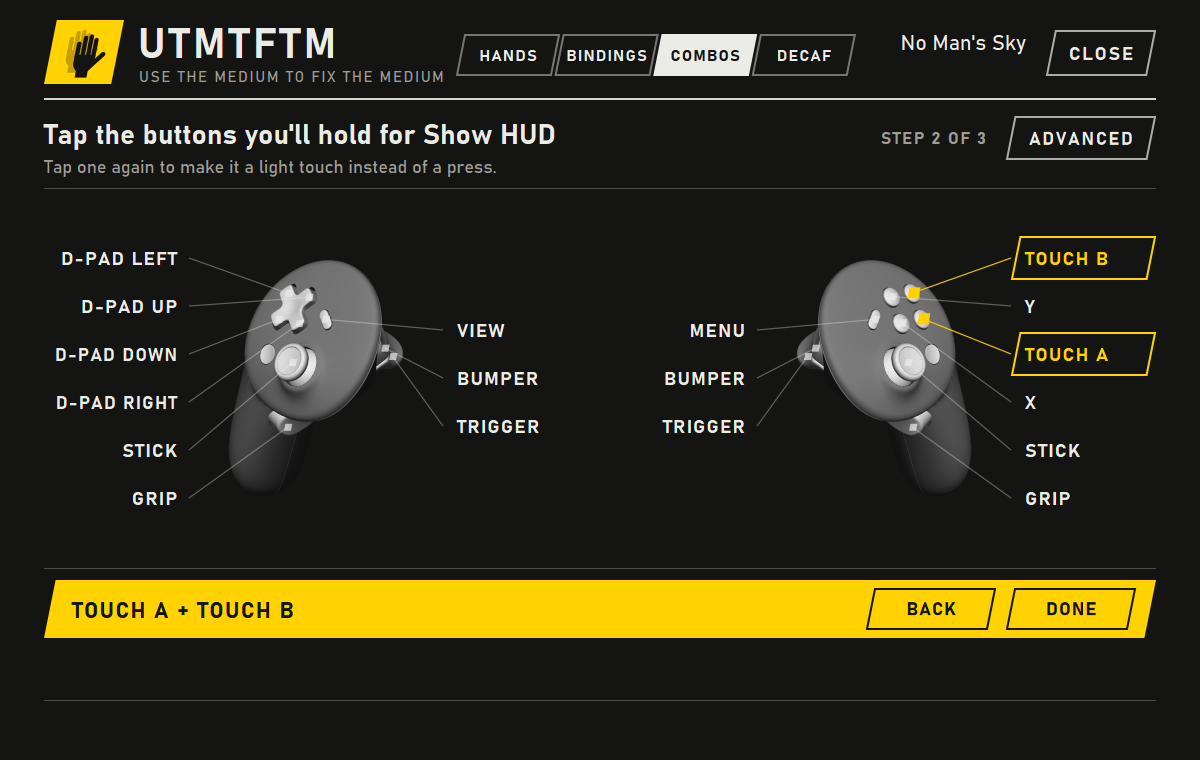 UTMTFTM
USE THE MEDIUM TO FIX THE MEDIUM
HANDS
BINDINGS
COMBOS
DECAF
No Man's Sky
CLOSE
Tap the buttons you'll hold for Show HUD
Tap one again to make it a light touch instead of a press.
STEP 2 OF 3
ADVANCED
D-PAD LEFT
D-PAD UP
D-PAD DOWN
D-PAD RIGHT
STICK
GRIP
VIEW
BUMPER
TRIGGER
MENU
BUMPER
TRIGGER
TOUCH B
Y
TOUCH A
X
STICK
GRIP
TOUCH A + TOUCH B
BACK
DONE